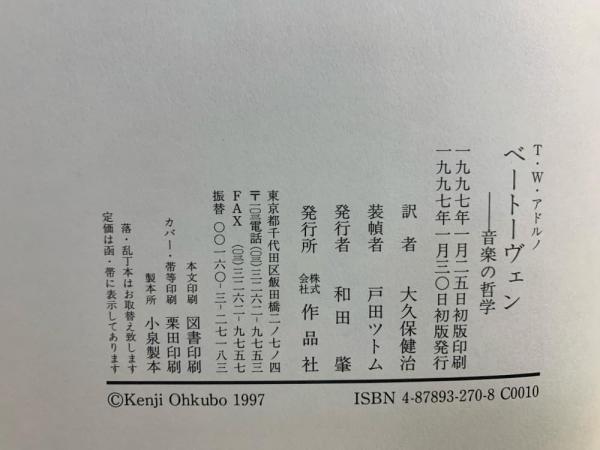 T・W・アドルノ
ベートーヴェン
——音楽の哲学
一九九七年一月二五日初版印刷
一九九七年一月三〇日初版発行
訳者 大久保健治
装幀者 戸田ツトム
発行者 和田肇
発行所 株式会社 作品社
東京都千代田区飯田橋二ノ七ノ四
〒一〇二電話(〇三)三二六二-九七五三
FAX (〇三)三二六二-九七五七
振替 〇〇一六〇-三-二七一八三
本文印刷 図書印刷
カバー・帯等印刷 栗田印刷
製本所 小泉製本
落・乱丁本はお取替え致します
定価は函・帯に表示してあります
©Kenji Ohkubo 1997
ISBN 4-87893-270-8 C0010